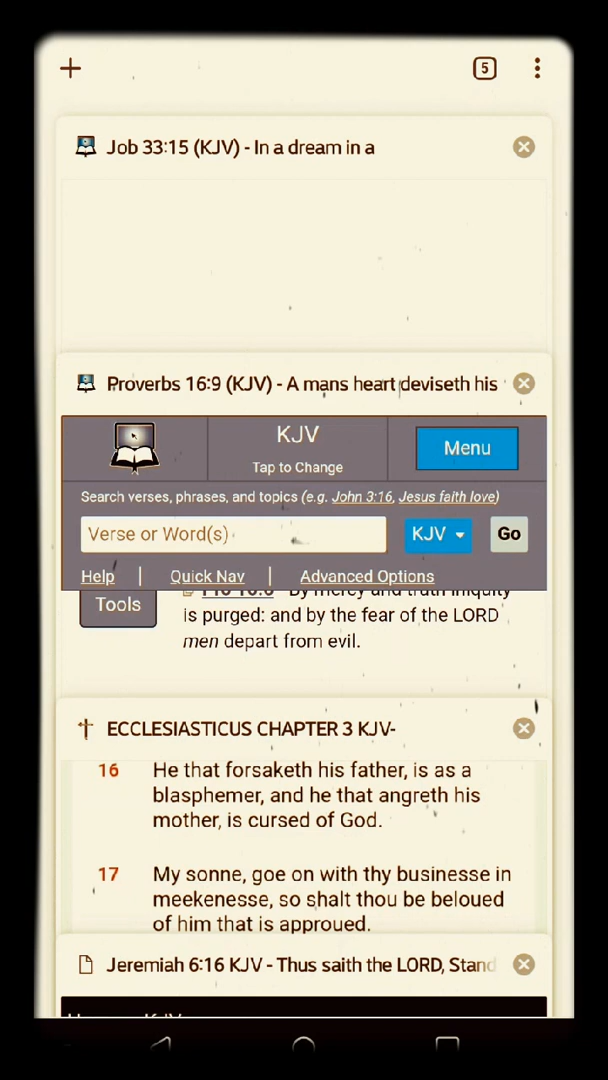 5
Job 33:15 (KJV) - In a dream in a
Proverbs 16:9 (KJV) - A mans heart deviseth his
KJV
Tap to Change
Menu
Search verses, phrases, and topics (e.g. John 3:16, Jesus faith love)
Verse or Word(s)
KJV
Go
Help | Quick Nav | Advanced Options
Tools
By mercy and truth iniquity
is purged: and by the fear of the LORD
men depart from evil.
ECCLESIASTICUS CHAPTER 3 KJV-
16 He that forsaketh his father, is as a
blasphemer, and he that angreth his
mother, is cursed of God.
17 My sonne, goe on with thy businesse in
meekenesse, so shalt thou be beloued
of him that is approued.
Jeremiah 6:16 KJV - Thus saith the LORD, Stand